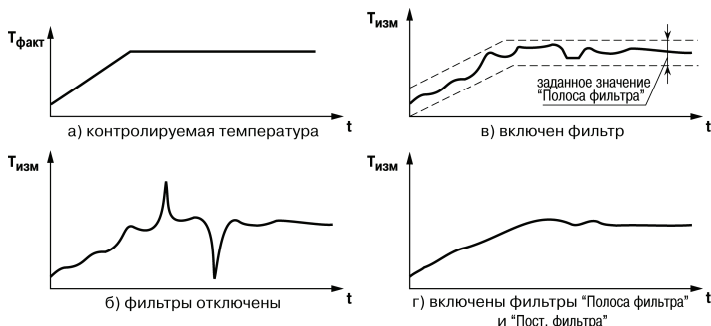 Tфакт
t
а) контролируемая температура
Tизм
заданное значение
“Полоса фильтра”
t
в) включен фильтр
Tизм
t
б) фильтры отключены
Tизм
t
г) включены фильтры “Полоса фильтра”
и “Пост. фильтра”